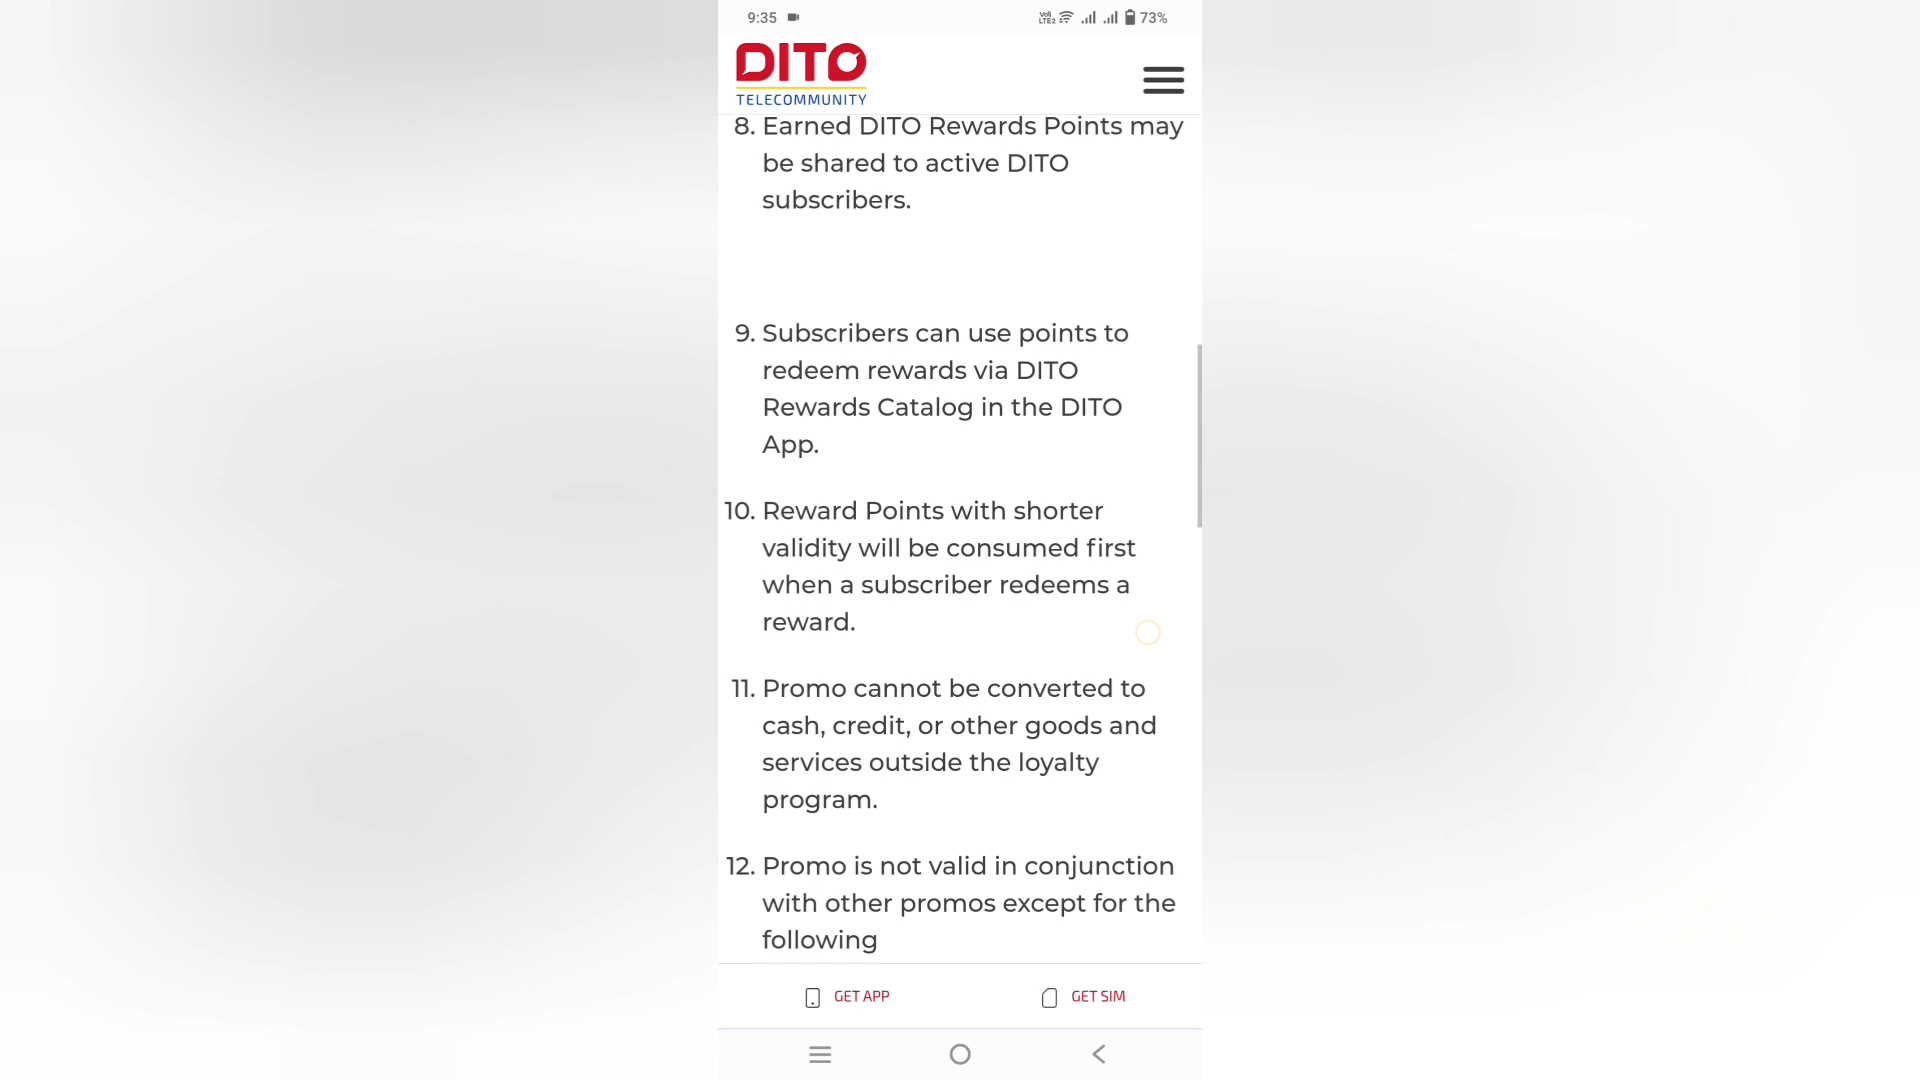 9:35
VoLTE2 73%
DITO
TELECOMMUNITY
8. Earned DITO Rewards Points may
be shared to active DITO
subscribers.
9. Subscribers can use points to
redeem rewards via DITO
Rewards Catalog in the DITO
App.
10. Reward Points with shorter
validity will be consumed first
when a subscriber redeems a
reward.
11. Promo cannot be converted to
cash, credit, or other goods and
services outside the loyalty
program.
12. Promo is not valid in conjunction
with other promos except for the
following
GET APP
GET SIM